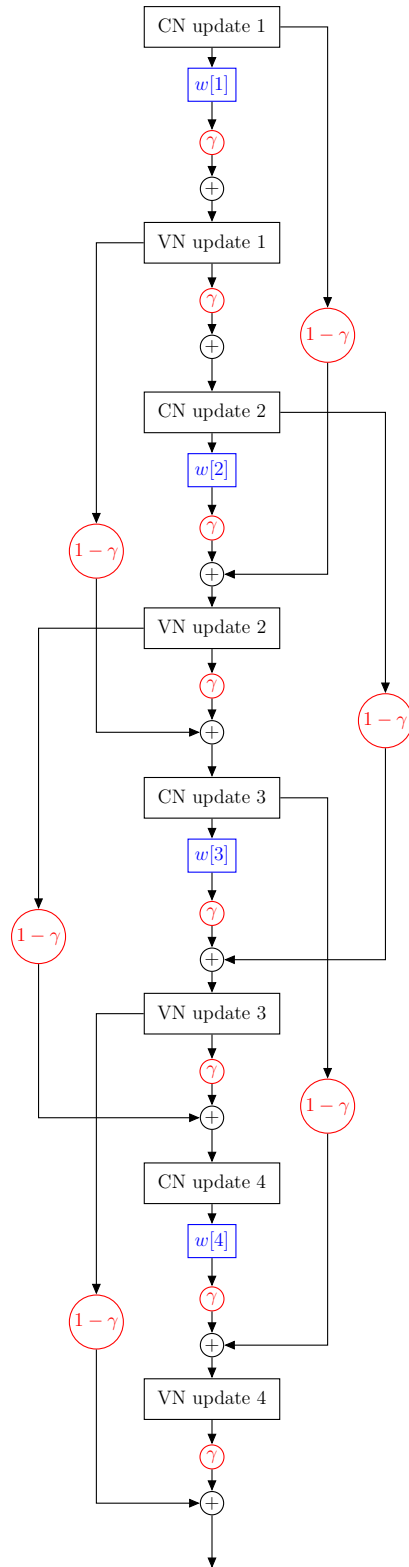 CN update 1
w[1]
γ
+
VN update 1
γ
1 − γ
+
CN update 2
w[2]
γ
1 − γ
+
VN update 2
γ
1 − γ
+
CN update 3
w[3]
γ
1 − γ
+
VN update 3
γ
1 − γ
+
CN update 4
w[4]
γ
1 − γ
+
VN update 4
γ
+